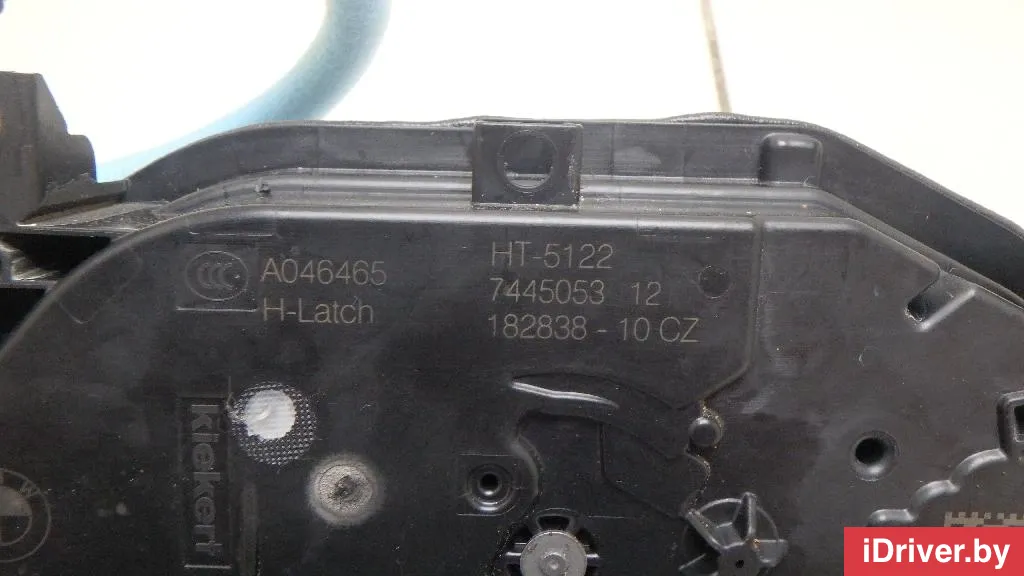 A046465
H-Latch
HT-5122
7445053 12
182838 - 10 CZ
kiekert
iDriver.by